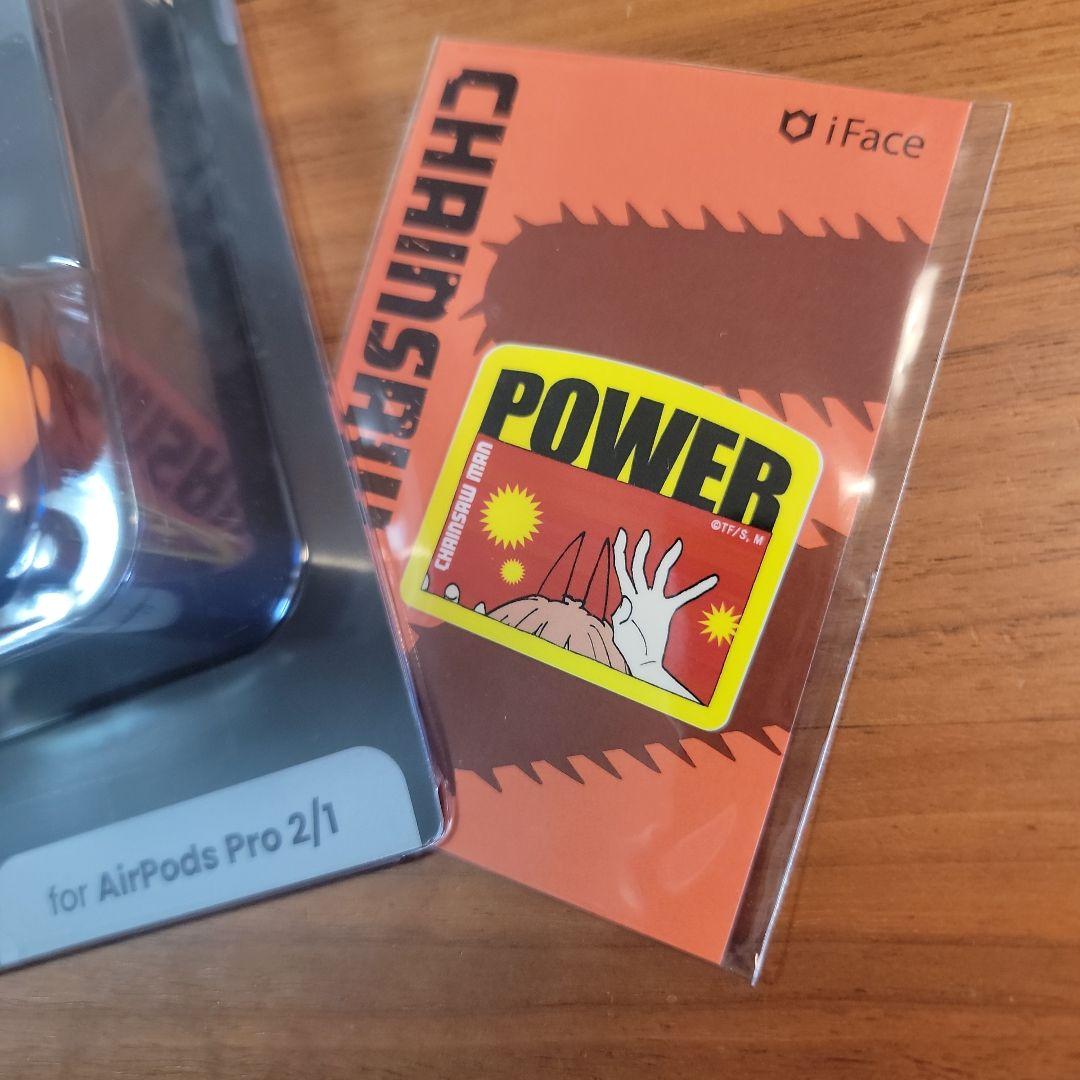 iFace
CHAINSAW
POWER
CHAINSAW MAN
©TF/S, M
for AirPods Pro 2/1